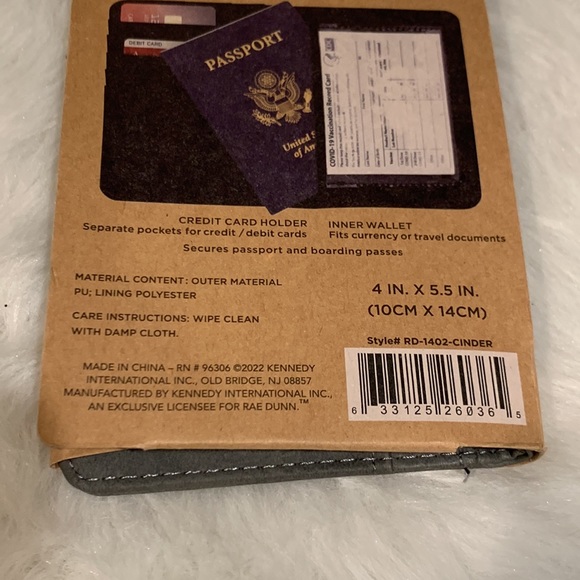 DEBIT CARD
PASSPORT
United S
of Am
COVID-19 Vaccination Record Card
CREDIT CARD HOLDER
Separate pockets for credit / debit cards
INNER WALLET
Fits currency or travel documents
Secures passport and boarding passes
MATERIAL CONTENT: OUTER MATERIAL
PU; LINING POLYESTER
CARE INSTRUCTIONS: WIPE CLEAN
WITH DAMP CLOTH.
4 IN. X 5.5 IN.
(10CM X 14CM)
Style# RD-1402-CINDER
MADE IN CHINA – RN # 96306 ©2022 KENNEDY
INTERNATIONAL INC., OLD BRIDGE, NJ 08857
MANUFACTURED BY KENNEDY INTERNATIONAL INC.,
AN EXCLUSIVE LICENSEE FOR RAE DUNN.™
6 33125 26036 5